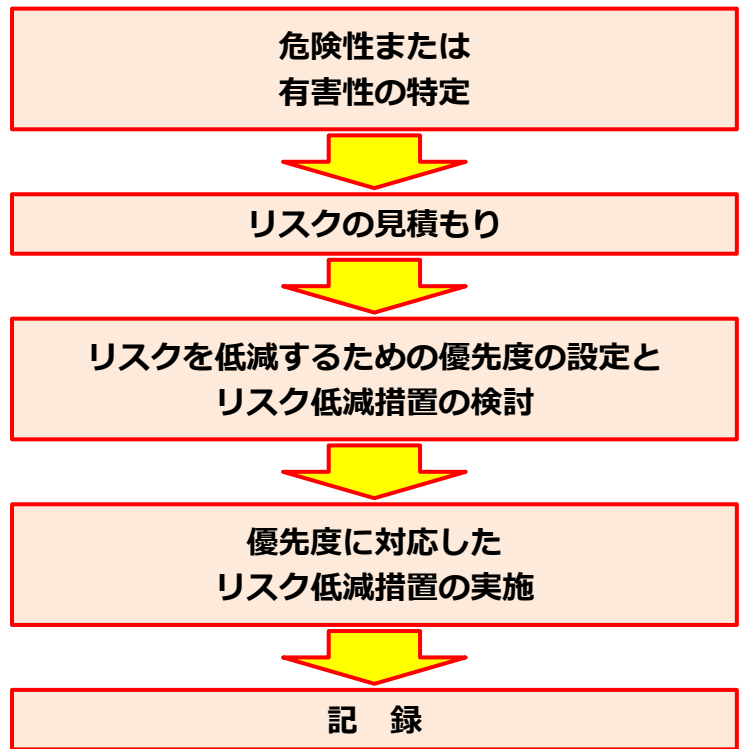 危険性または
有害性の特定
リスクの見積もり
リスクを低減するための優先度の設定と
リスク低減措置の検討
優先度に対応した
リスク低減措置の実施
記　録